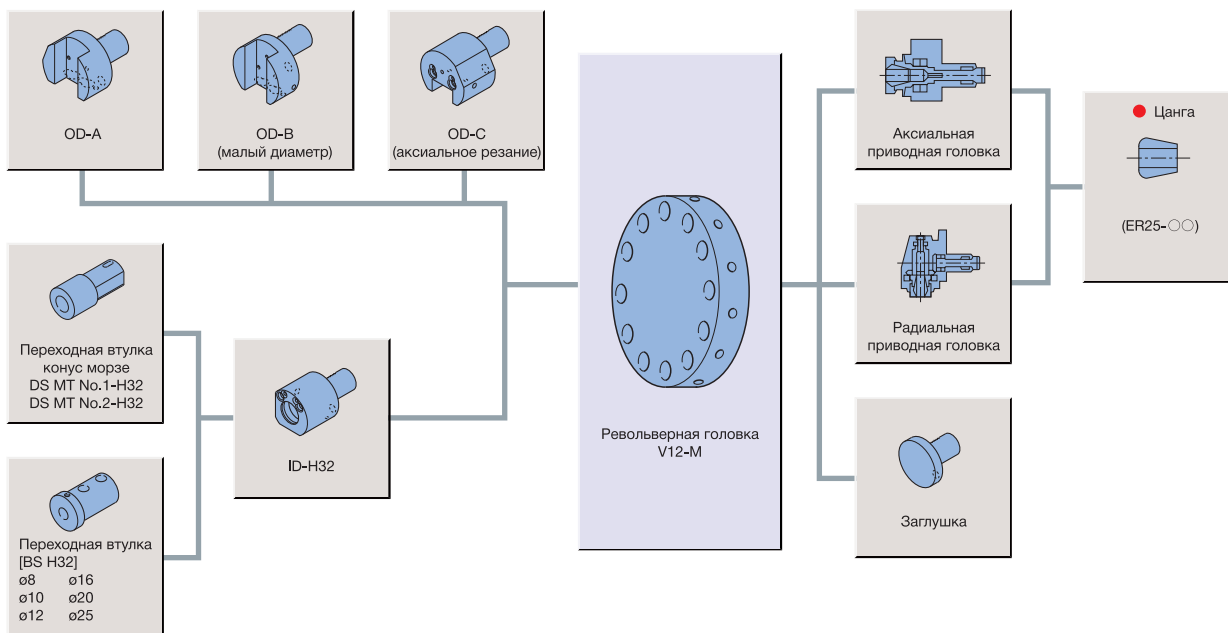 OD-A
OD-B
(малый диаметр)
OD-C
(аксиальное резание)
Переходная втулка
конус морзе
DS MT No.1-H32
DS MT No.2-H32
Переходная втулка
[BS H32]
ø8 ø16
ø10 ø20
ø12 ø25
ID-H32
Револьверная головка
V12-M
Аксиальная
приводная головка
Радиальная
приводная головка
Заглушка
Цанга
(ER25-○○)